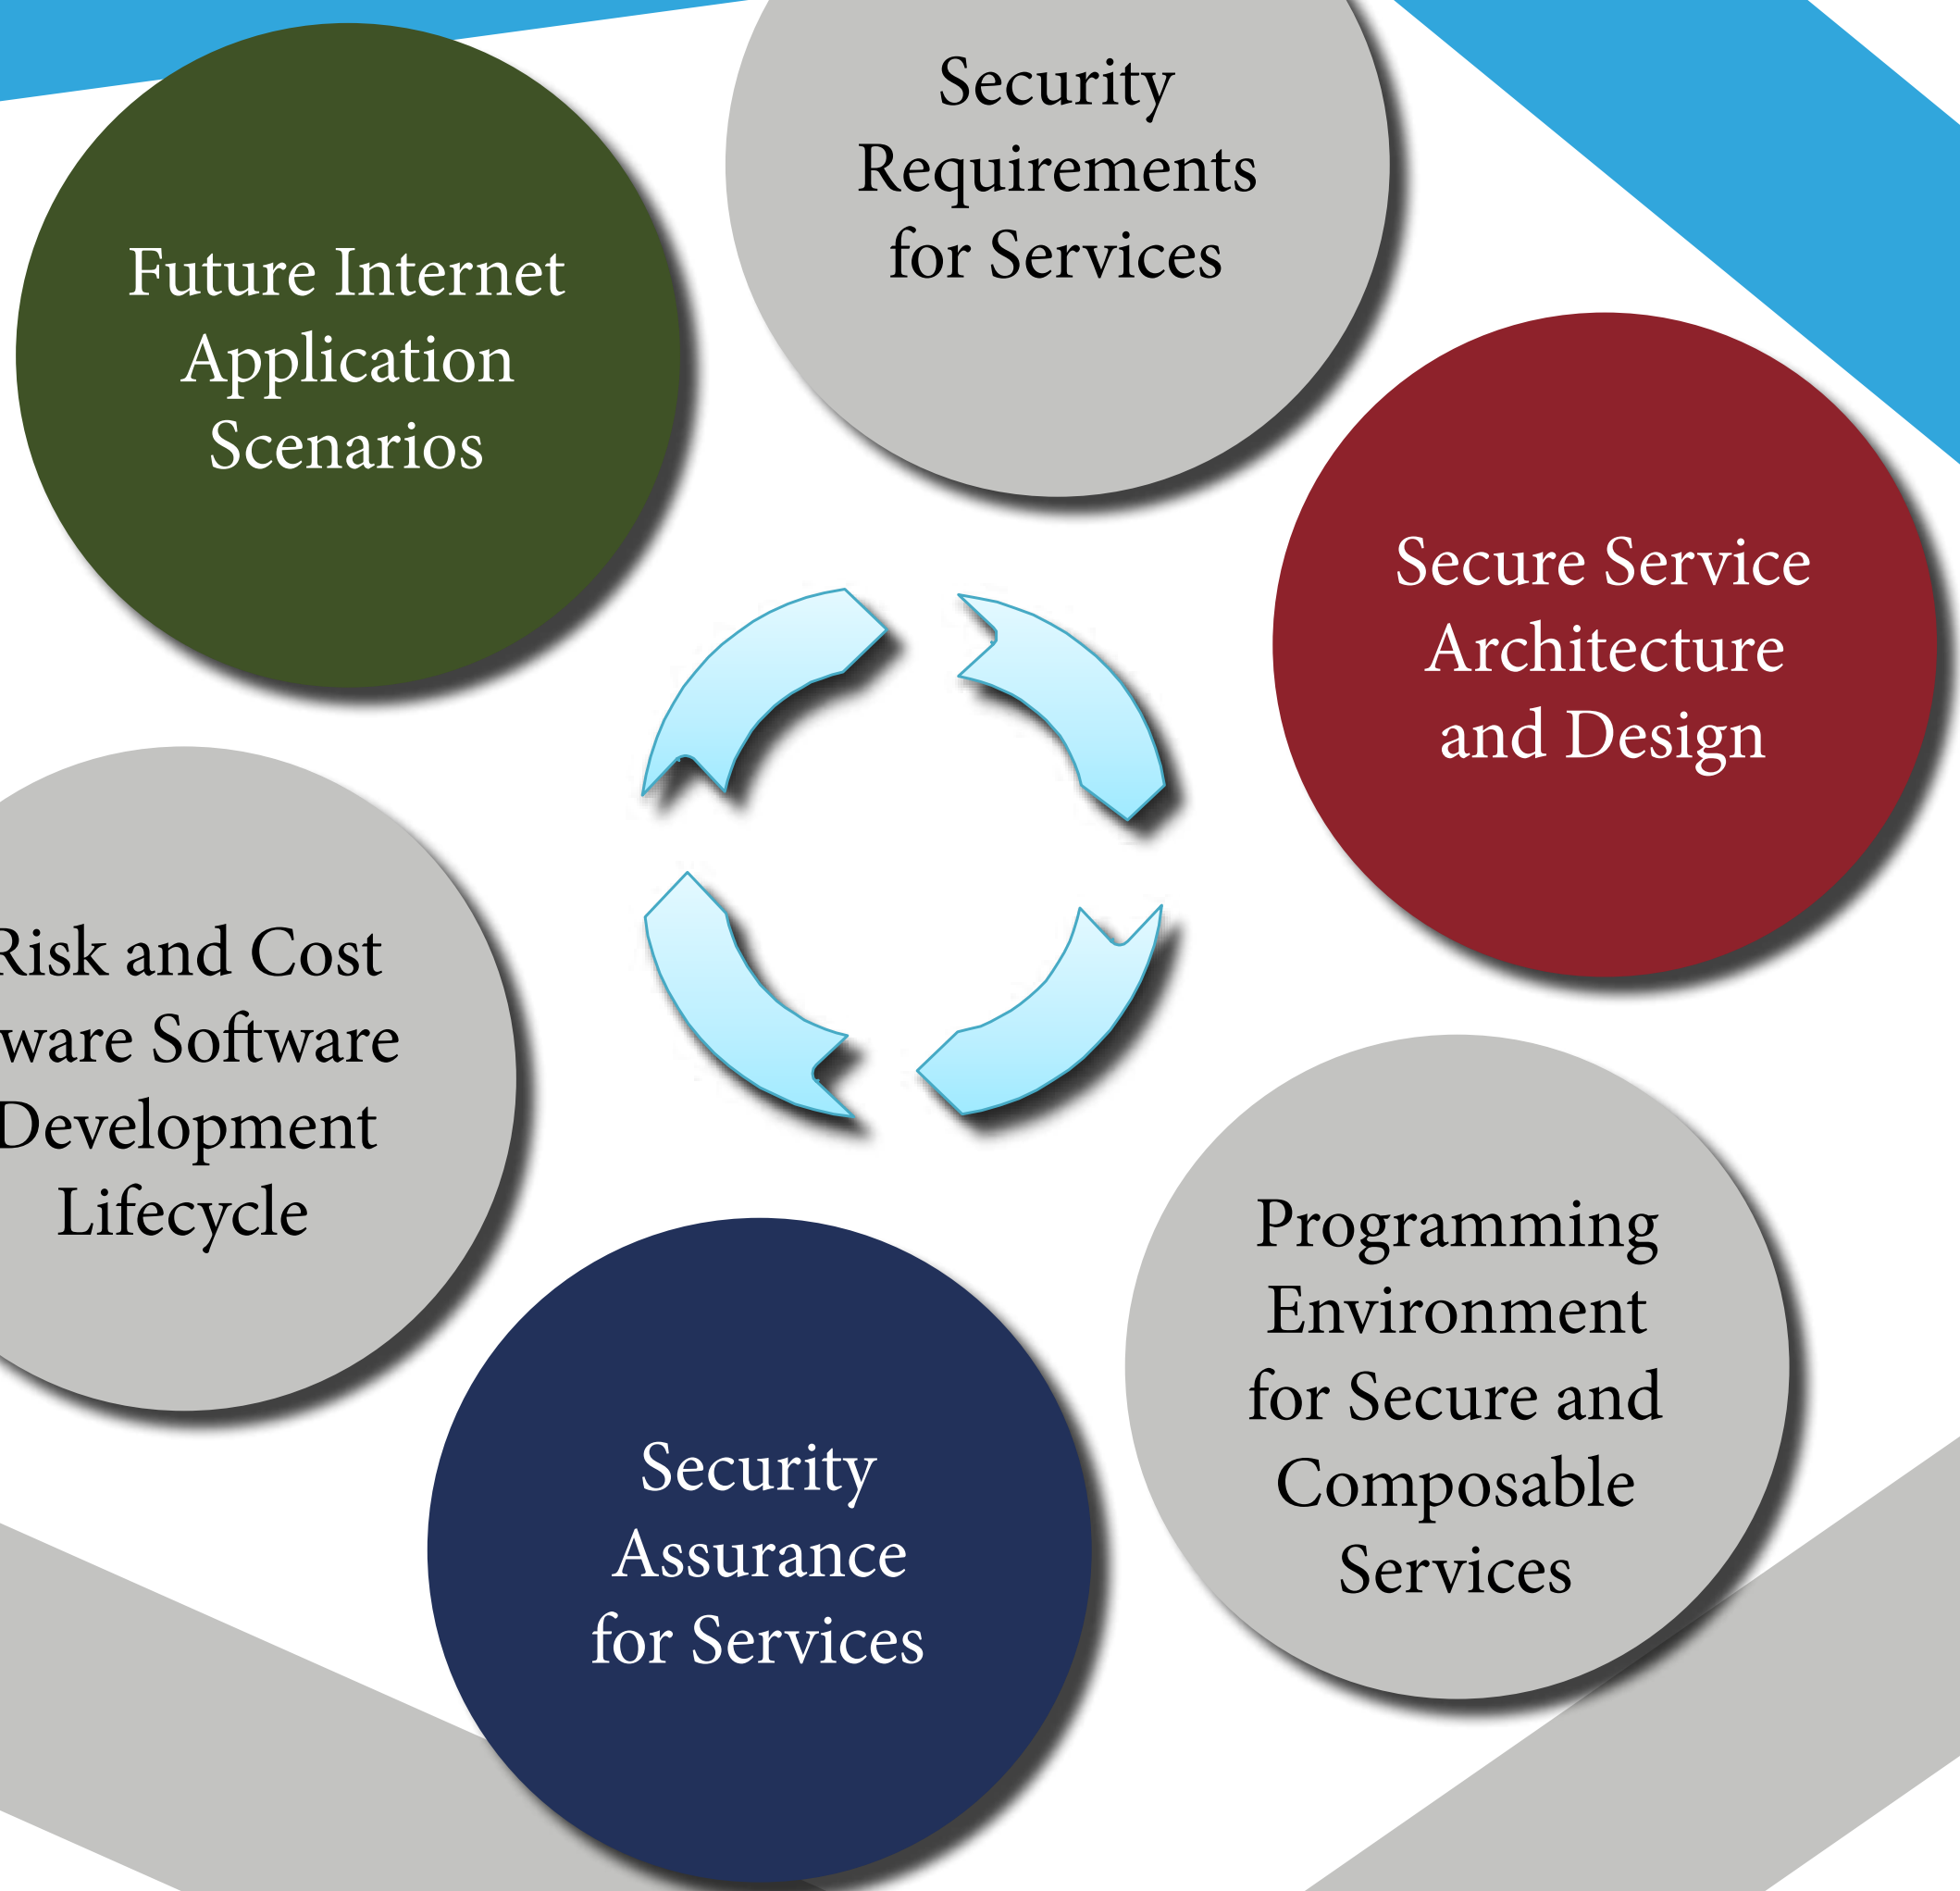 Security
Requirements
for Services
Future Internet
Application
Scenarios
Secure Service
Architecture
and Design
Risk and Cost
ware Software
Development
Lifecycle
Programming
Environment
for Secure and
Composable
Services
Security
Assurance
for Services